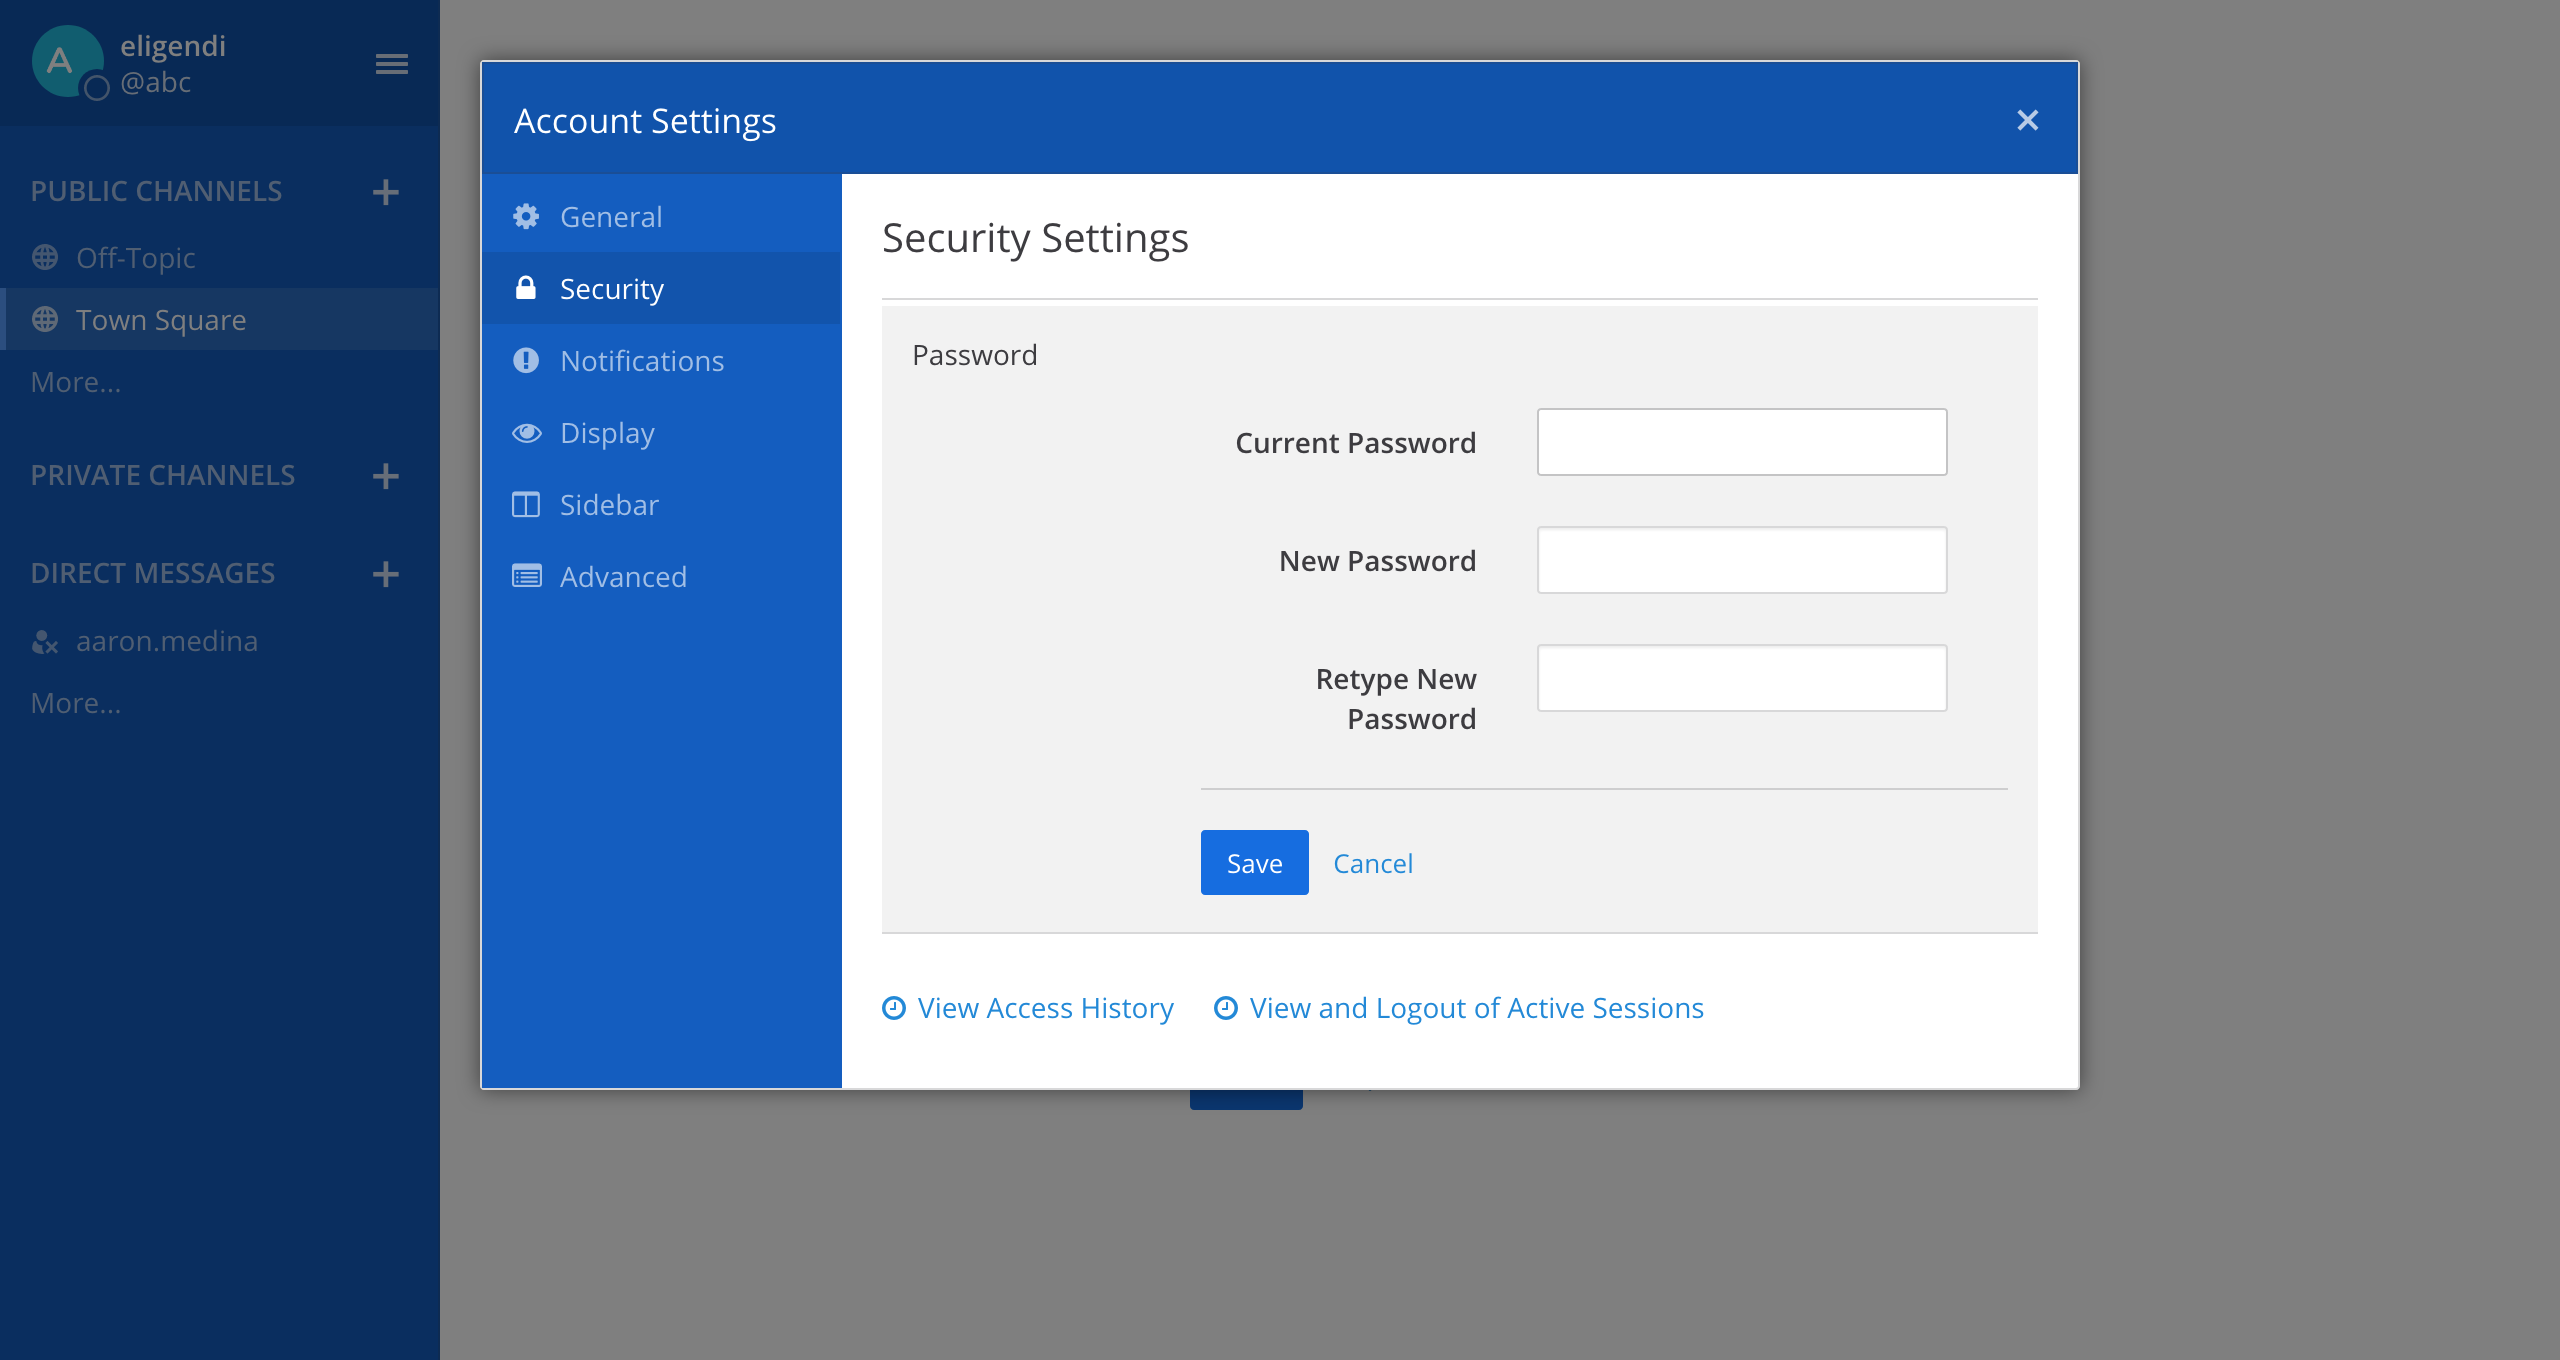 A
eligendi
@abc
PUBLIC CHANNELS
Off-Topic
Town Square
More...
PRIVATE CHANNELS
DIRECT MESSAGES
aaron.medina
More...
Account Settings
General
Security
Notifications
Display
Sidebar
Advanced
Security Settings
Password
Current Password
New Password
Retype New
Password
Save
Cancel
View Access History
View and Logout of Active Sessions